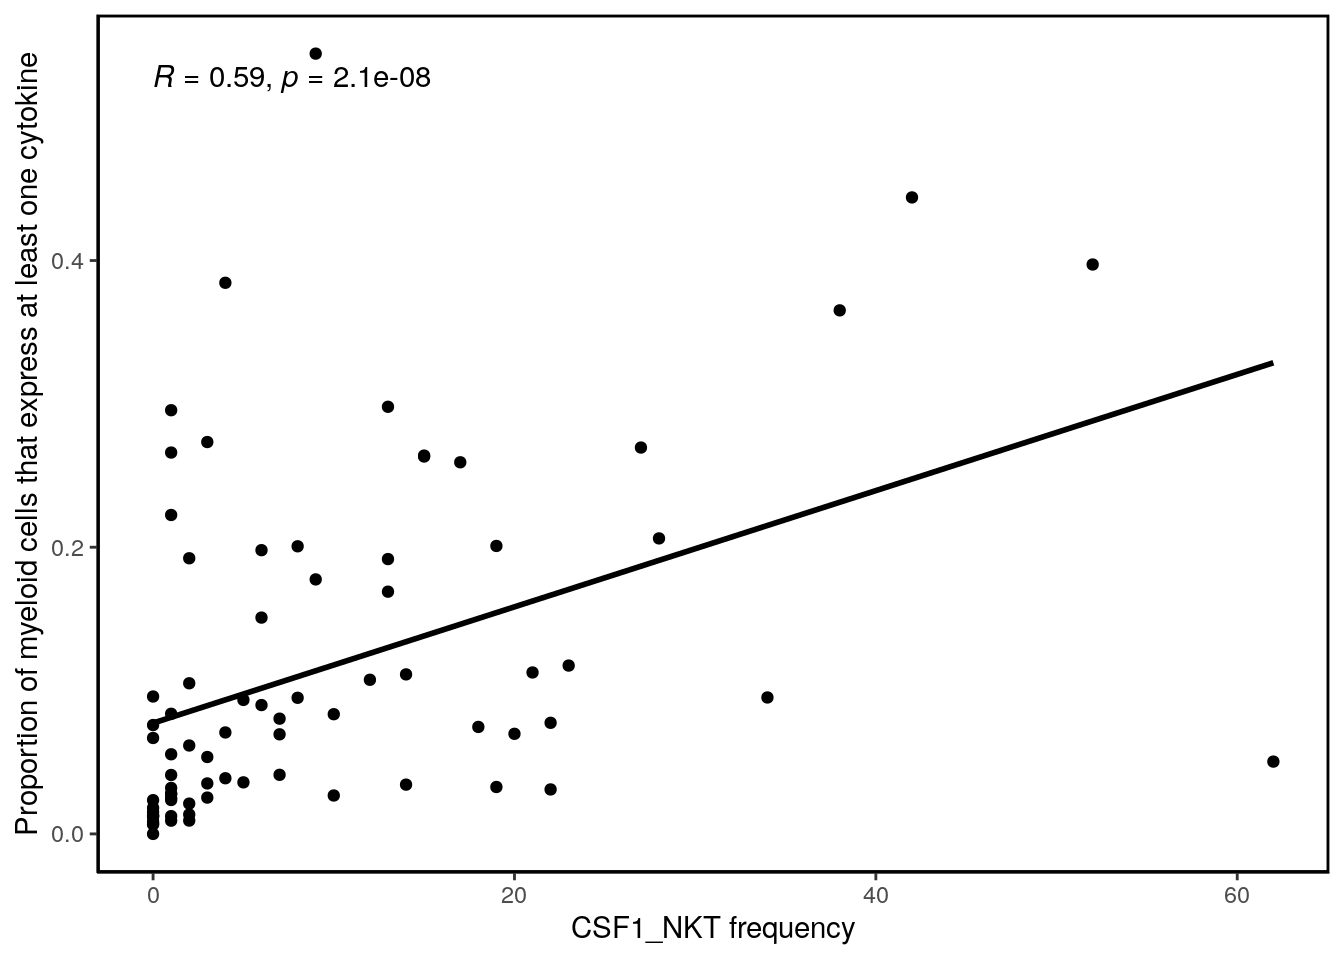 R = 0.59, p = 2.1e-08
Proportion of myeloid cells that express at least one cytokine
0.4
0.2
0.0
0
20
40
60
CSF1_NKT frequency